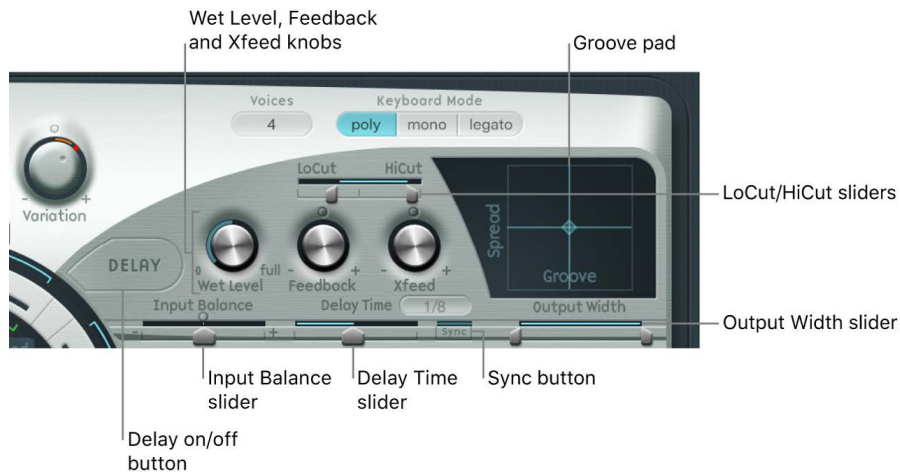 Wet Level, Feedback
and Xfeed knobs
Groove pad
Voices
Keyboard Mode
4
poly
mono
legato
LoCut
HiCut
LoCut/HiCut sliders
- +
Variation
Spread
DELAY
0
full
- +
- +
Wet Level
Feedback
Xfeed
Groove
Input Balance
Delay Time
1/8
Output Width
- +
Sync
Output Width slider
Input Balance
slider
Delay Time
slider
Sync button
Delay on/off
button